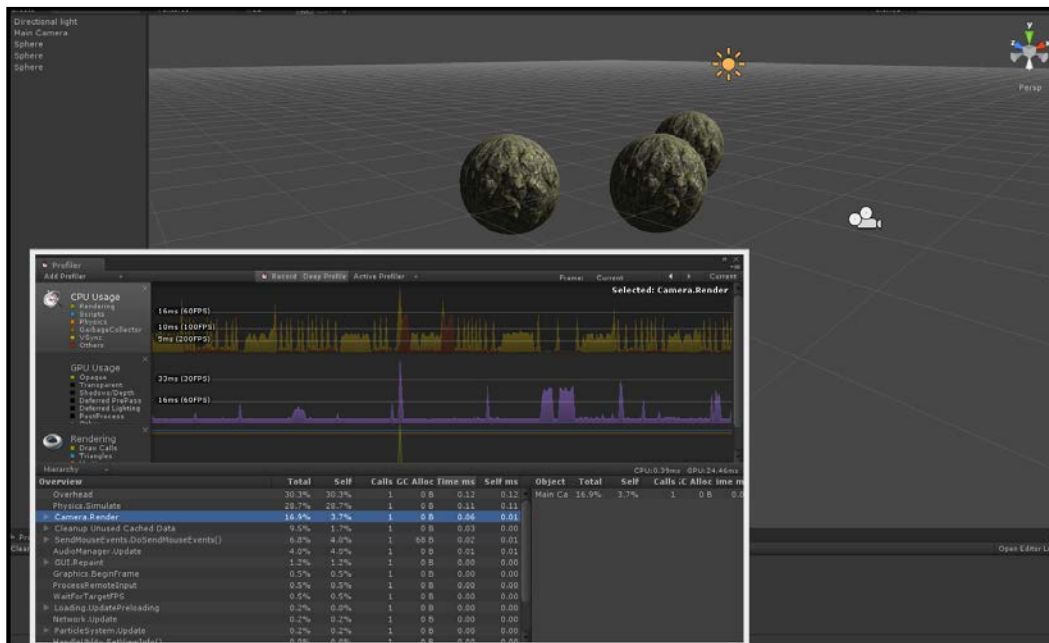 Directional light
Main Camera
Sphere
Sphere
Sphere
y
z
x
Persp
Profiler
Add Profiler
Record Deep Profile Active Profiler
Frame: Current
Current
CPU Usage
Rendering
Scripts
Physics
GarbageCollector
VSync
Others
Selected: Camera.Render
16ms (60FPS)
10ms (100FPS)
5ms (200FPS)
GPU Usage
Opaque
Transparent
Shadows/Depth
Deferred PrePass
Deferred Lighting
PostProcess
33ms (30FPS)
16ms (60FPS)
Rendering
Draw Calls
Triangles
Hierarchy
CPU:0.39ms GPU:24.46ms
Overview Total Self Calls GC Alloc Time ms Self ms Object Total Self Calls GC Alloc
Overhead 30.3% 30.3% 1 0 B 0.12 0.12 Main Ca 16.9% 3.7% 1 0 B
Physics.Simulate 28.7% 28.7% 1 0 B 0.11 0.11
Camera.Render 16.9% 3.7% 1 0 B 0.06 0.01
Cleanup Unused Cached Data 9.5% 1.7% 1 0 B 0.03 0.00
SendMouseEvents.DoSendMouseEvents() 6.8% 4.0% 1 68 B 0.02 0.01
AudioManager.Update 4.0% 4.0% 1 0 B 0.01 0.01
GUI.Repaint 1.2% 1.2% 1 0 B 0.00 0.00
Graphics.BeginFrame 0.5% 0.5% 1 0 B 0.00 0.00
ProcessRemoteInput 0.5% 0.5% 1 0 B 0.00 0.00
WaitForTargetFPS 0.5% 0.5% 1 0 B 0.00 0.00
Loading.UpdatePreloading 0.2% 0.0% 1 0 B 0.00 0.00
Network.Update 0.2% 0.2% 1 0 B 0.00 0.00
ParticleSystem.Update 0.2% 0.2% 1 0 B 0.00 0.00
Open Editor